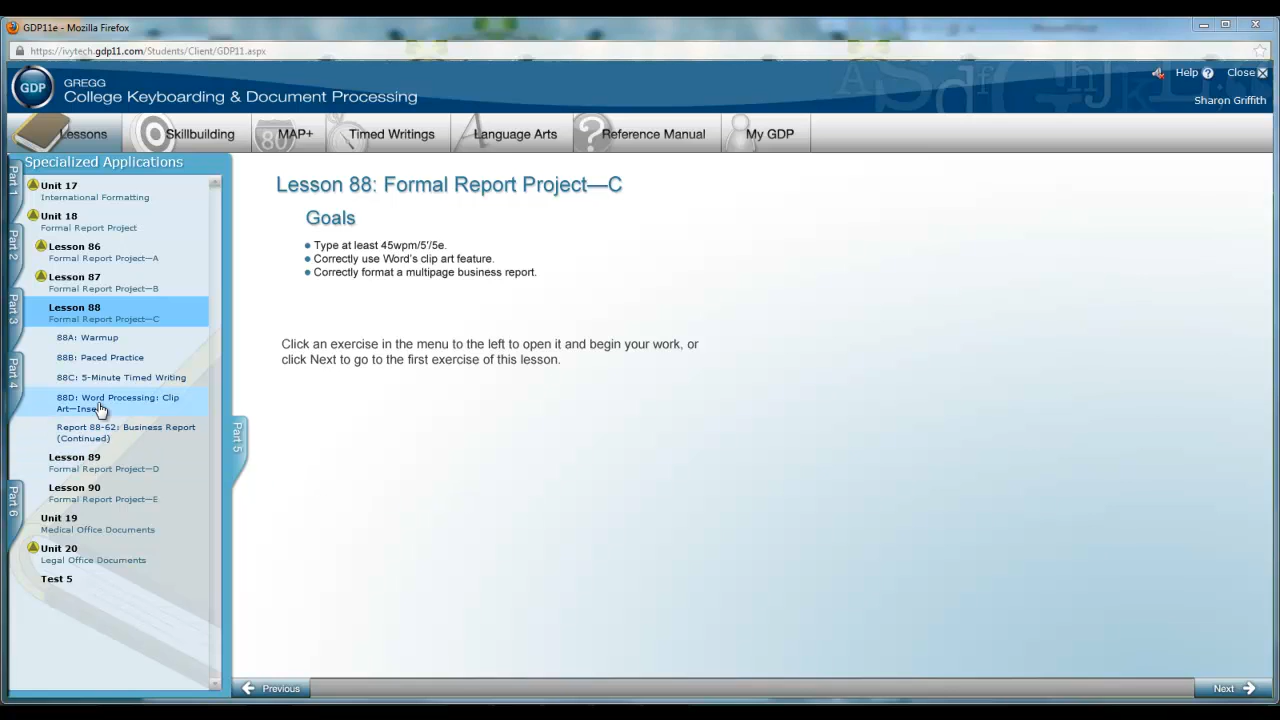 GDP11e - Mozilla Firefox
https://ivytech.gdp11.com/Students/Client/GDP11.aspx
GDP
GREGG
College Keyboarding & Document Processing
Help ?
Close
Sharon Griffith
Lessons
Skillbuilding
80
MAP+
Timed Writings
Language Arts
Reference Manual
My GDP
Specialized Applications
Part 1
Part 2
Part 3
Part 4
Part 5
Part 6
Unit 17
International Formatting
Unit 18
Formal Report Project
Lesson 86
Formal Report Project—A
Lesson 87
Formal Report Project—B
Lesson 88
Formal Report Project—C
88A: Warmup
88B: Paced Practice
88C: 5-Minute Timed Writing
88D: Word Processing: Clip
Report 88-62: Business Report
(Continued)
Lesson 89
Formal Report Project—D
Lesson 90
Formal Report Project—E
Unit 19
Medical Office Documents
Unit 20
Legal Office Documents
Test 5
Lesson 88: Formal Report Project—C
Goals
Type at least 45wpm/5'/5e.
Correctly use Word's clip art feature.
Correctly format a multipage business report.
Click an exercise in the menu to the left to open it and begin your work, or
click Next to go to the first exercise of this lesson.
Previous
Next